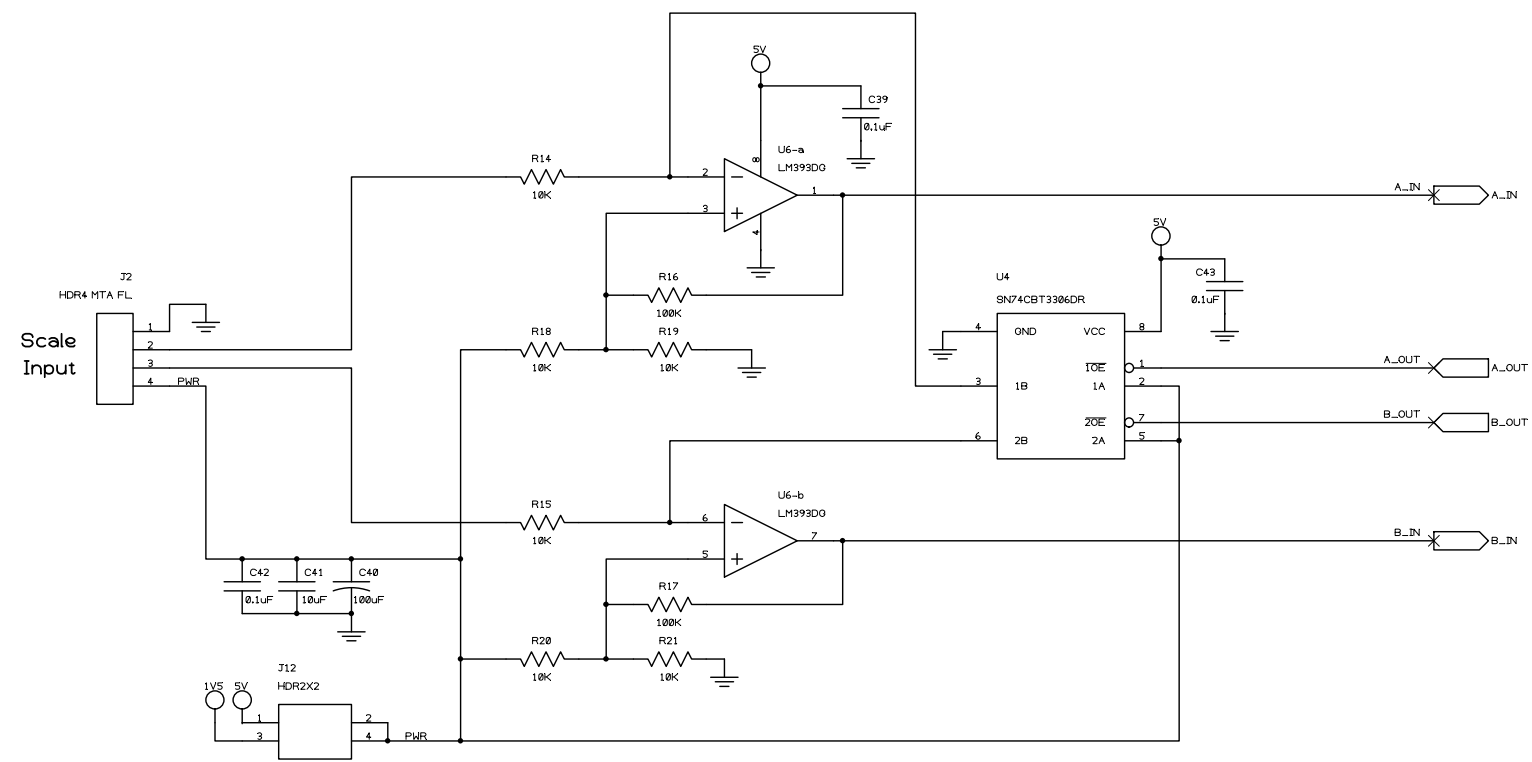 5V
C39
0.1uF
U6-a
LM393DG
R14
10K
2
8
3
4
1
A_IN
A_IN
5V
C43
0.1uF
J2
HDR4 MTA FL
Scale
Input
1
2
3
4
PWR
R16
100K
R18
10K
R19
10K
U4
SN74CBT3306DR
4
GND
VCC
8
1OE
1
A_OUT
A_OUT
3
1B
1A
2
2OE
7
B_OUT
B_OUT
6
2B
2A
5
U6-b
LM393DG
R15
10K
6
5
7
B_IN
B_IN
C42
0.1uF
C41
10uF
C40
100uF
R17
100K
R20
10K
R21
10K
J12
HDR2X2
1V5
5V
1
2
3
4
PWR